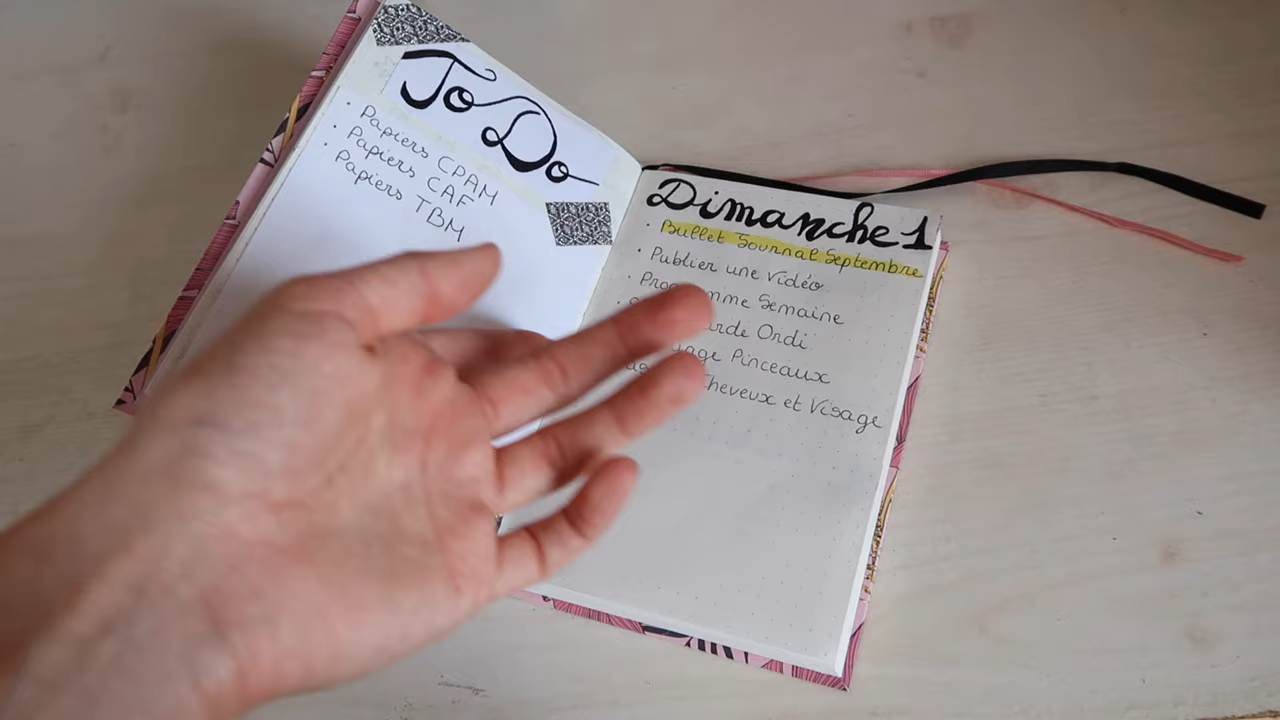 To Do
• Papiers CPAM
• Papiers CAF
• Papiers TBM
Dimanche 1
• Bullet Journal Septembre
• Publier une Vidéo
• Programme Semaine
Ordi
Pinceaux
Cheveux et Visage